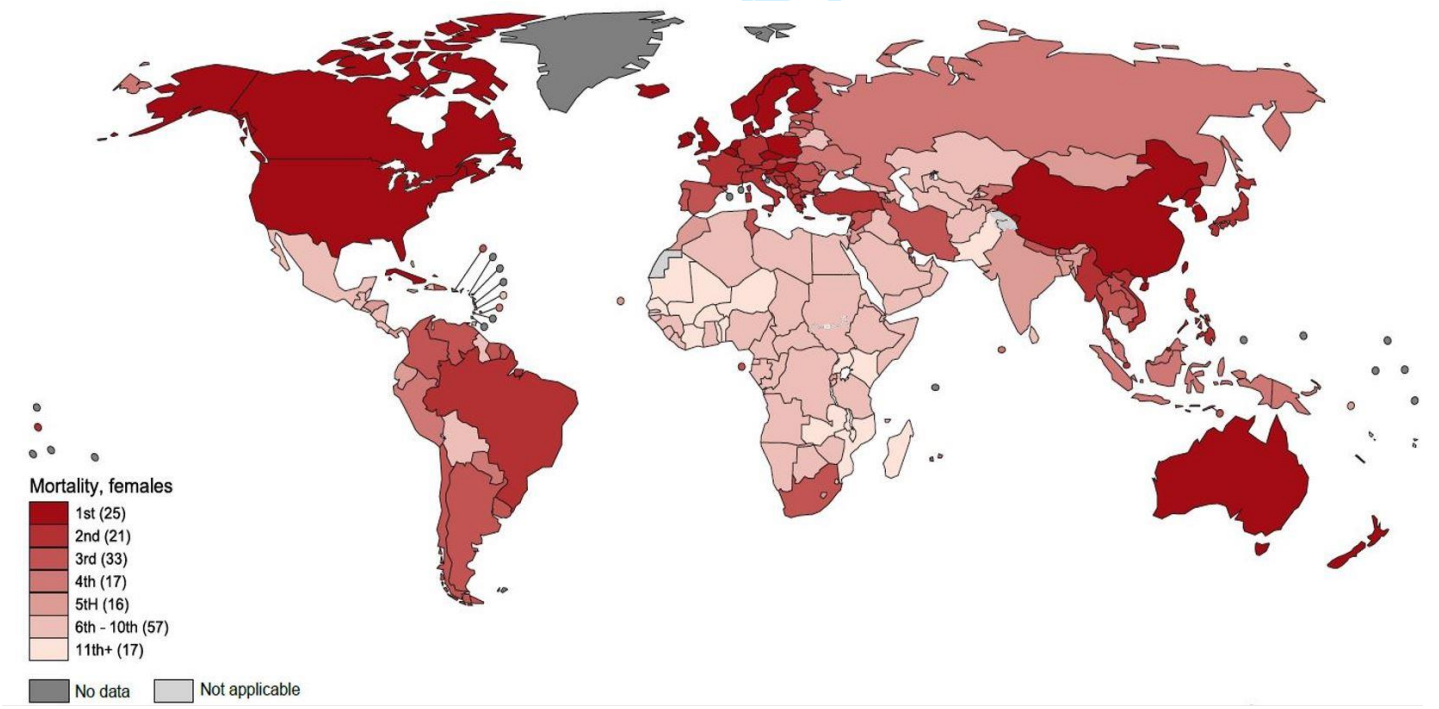 Mortality, females
1st (25)
2nd (21)
3rd (33)
4th (17)
5tH (16)
6th - 10th (57)
11th+ (17)
No data
Not applicable